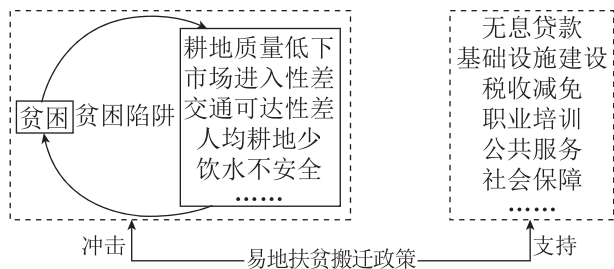 贫困
贫困陷阱
耕地质量低下
市场进入性差
交通可达性差
人均耕地少
饮水不安全
……
无息贷款
基础设施建设
税收减免
职业培训
公共服务
社会保障
……
冲击
易地扶贫搬迁政策
支持